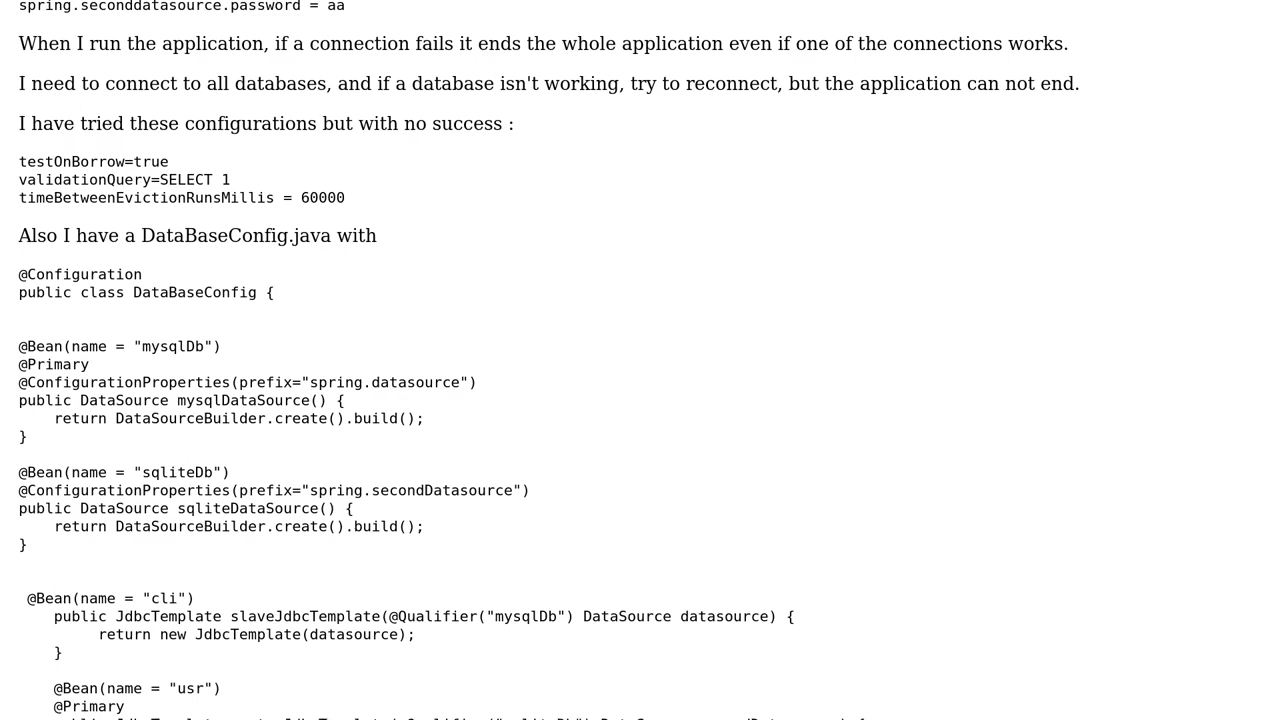 spring.seconddatasource.password = aa
When I run the application, if a connection fails it ends the whole application even if one of the connections works.
I need to connect to all databases, and if a database isn't working, try to reconnect, but the application can not end.
I have tried these configurations but with no success :
testOnBorrow=true
validationQuery=SELECT 1
timeBetweenEvictionRunsMillis = 60000
Also I have a DataBaseConfig.java with
@Configuration
public class DataBaseConfig {
@Bean(name = "mysqlDb")
@Primary
@ConfigurationProperties(prefix="spring.datasource")
public DataSource mysqlDataSource() {
    return DataSourceBuilder.create().build();
}
@Bean(name = "sqliteDb")
@ConfigurationProperties(prefix="spring.secondDatasource")
public DataSource sqliteDataSource() {
    return DataSourceBuilder.create().build();
}
 @Bean(name = "cli")
    public JdbcTemplate slaveJdbcTemplate(@Qualifier("mysqlDb") DataSource datasource) {
         return new JdbcTemplate(datasource);
    }
    @Bean(name = "usr")
    @Primary